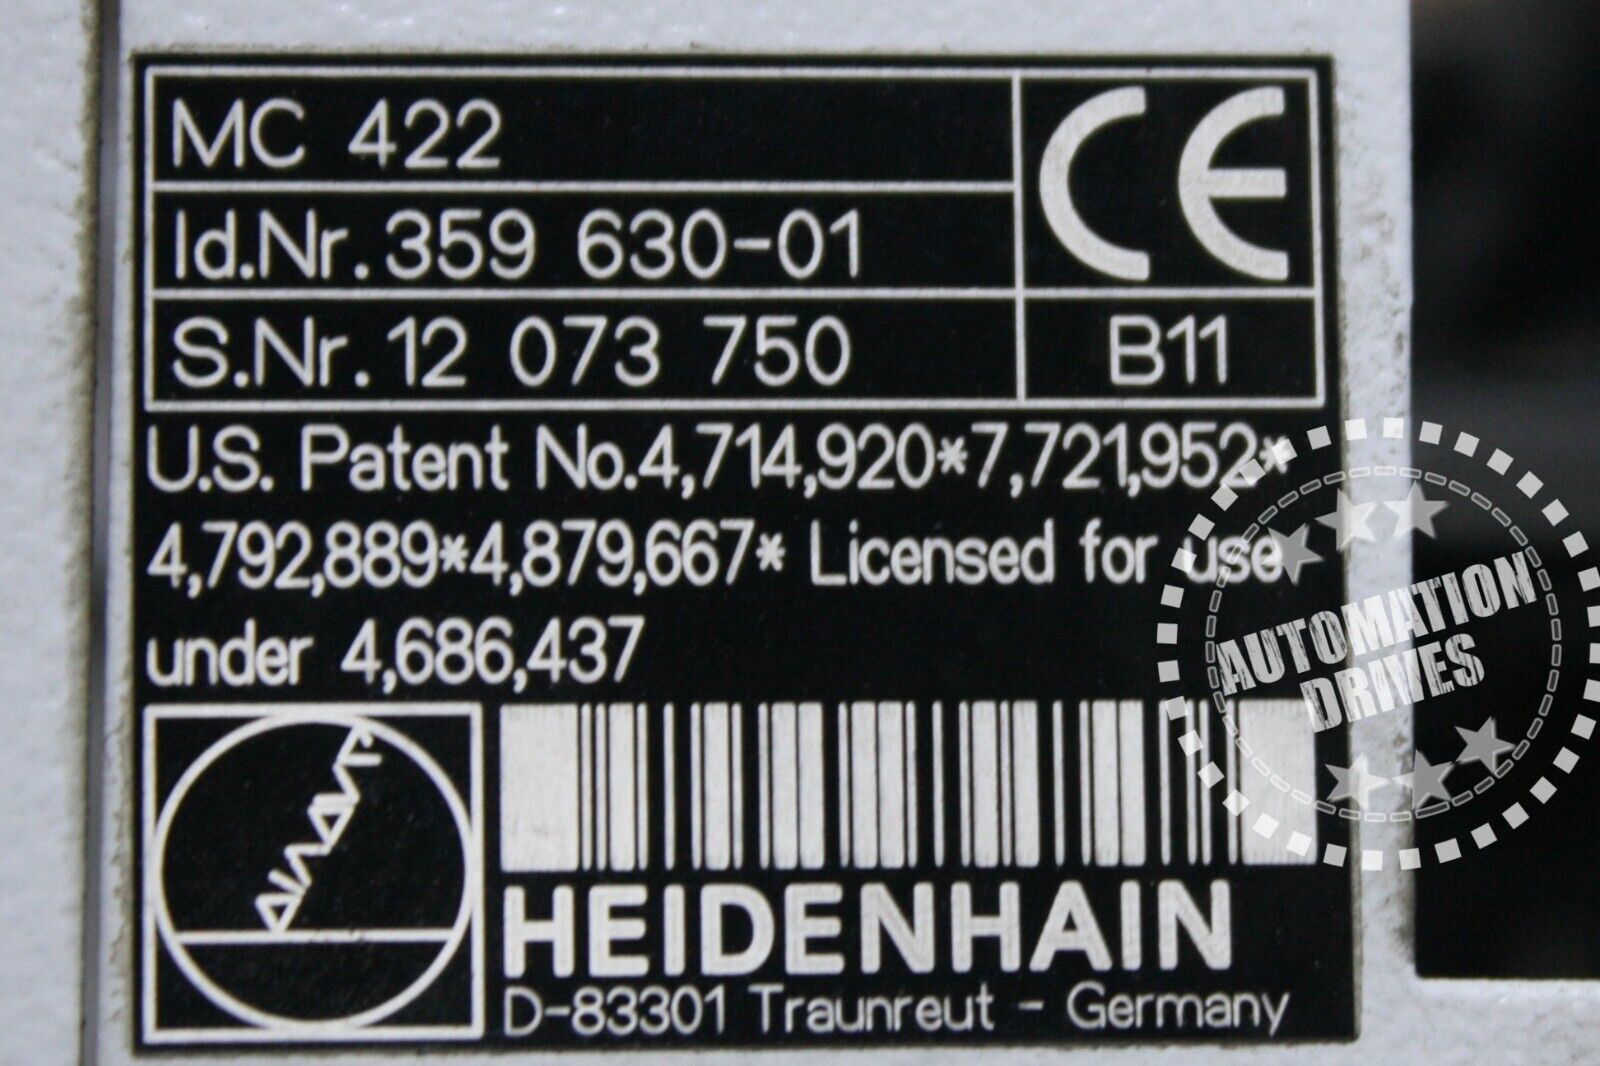 MC 422
CE
Id.Nr. 359 630-01
S.Nr. 12 073 750
B11
U.S. Patent No.4,714,920*7,721,952*
4,792,889*4,879,667* Licensed for use
under 4,686,437
AUTOMATION
DRIVES
HEIDENHAIN
D-83301 Traunreut - Germany